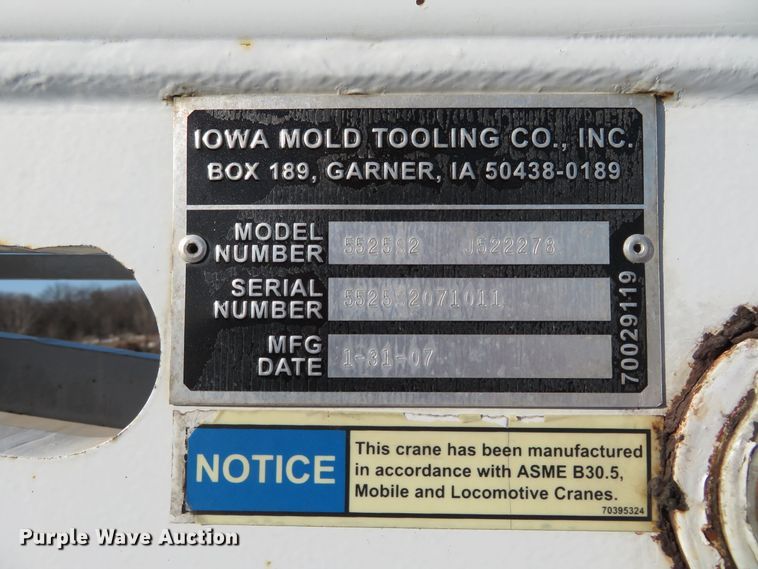 IOWA MOLD TOOLING CO., INC.
BOX 189, GARNER, IA 50438-0189
MODEL NUMBER J522278
SERIAL NUMBER
MFG DATE 1-31-07
70029119
NOTICE
This crane has been manufactured
in accordance with ASME B30.5,
Mobile and Locomotive Cranes.
70395324
Purple Wave Auction